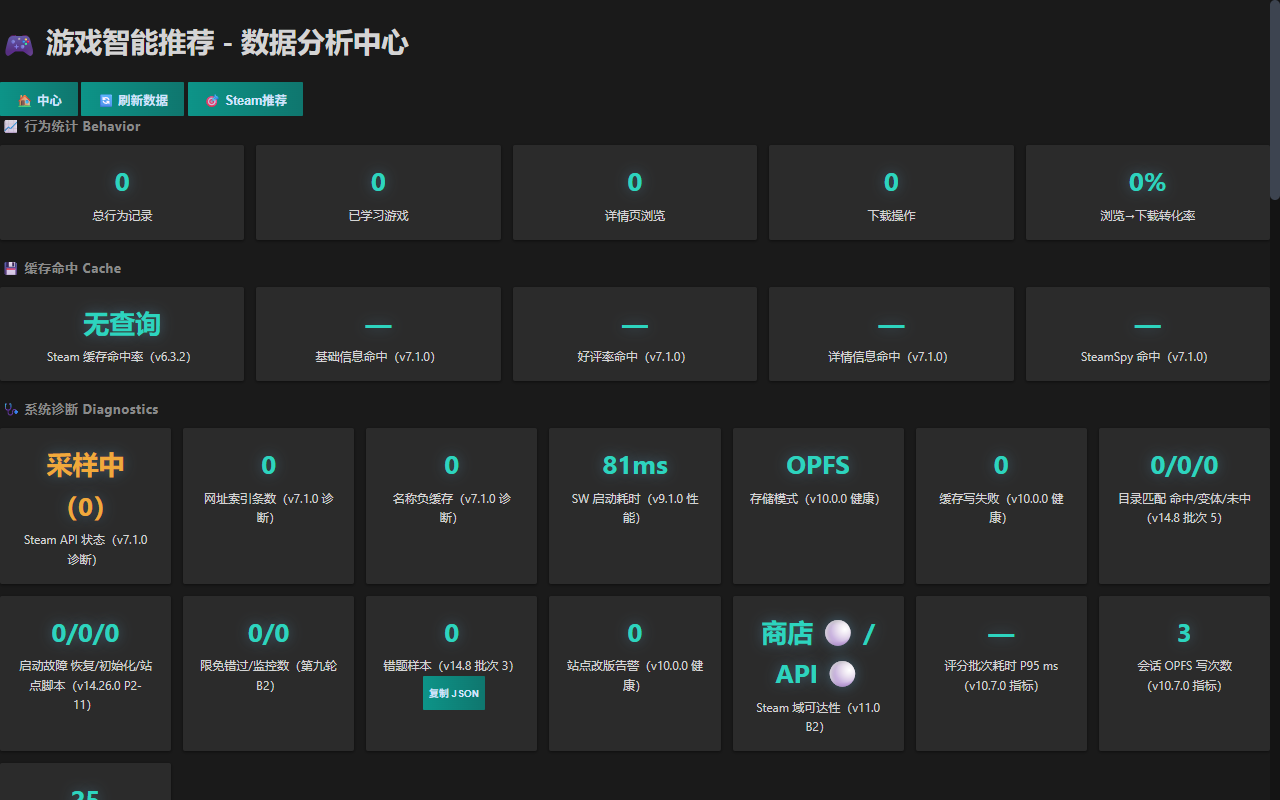 游戏智能推荐 - 数据分析中心
中心
刷新数据
Steam推荐
行为统计 Behavior
0
总行为记录
0
已学习游戏
0
详情页浏览
0
下载操作
0%
浏览→下载转化率
缓存命中 Cache
无查询
Steam 缓存命中率（v6.3.2）
—
基础信息命中（v7.1.0）
—
好评率命中（v7.1.0）
—
详情信息命中（v7.1.0）
—
SteamSpy 命中（v7.1.0）
系统诊断 Diagnostics
采样中
（0）
Steam API 状态（v7.1.0
诊断）
0
网址索引条数（v7.1.0 诊
断）
0
名称负缓存（v7.1.0 诊
断）
81ms
SW 启动耗时（v9.1.0 性
能）
OPFS
存储模式（v10.0.0 健康）
0
缓存写失败（v10.0.0 健
康）
0/0/0
目录匹配 命中/变体/未中
（v14.8 批次 5）
0/0/0
启动故障 恢复/初始化/站
点脚本（v14.26.0 P2-
11）
0/0
限免错过/监控数（第九轮
B2）
0
错题样本（v14.8 批次 3）
复制 JSON
0
站点改版告警（v10.0.0 健
康）
商店 /
API
Steam 域可达性（v11.0
B2）
—
评分批次耗时 P95 ms
（v10.7.0 指标）
3
会话 OPFS 写次数
（v10.7.0 指标）
25